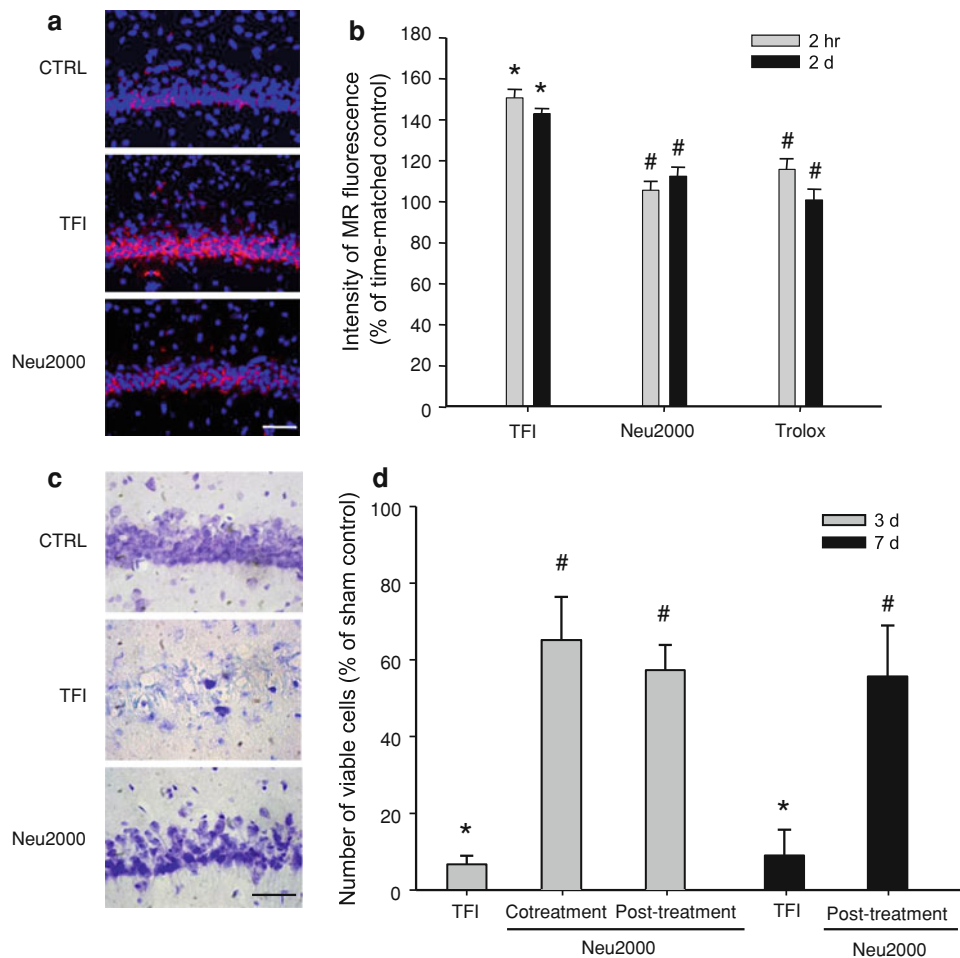 a
CTRL
TFI
Neu2000
b
2 hr
2 d
Intensity of MR fluorescence
(% of time-matched control)
180
160
140
120
100
80
60
40
20
0
* *
# #
# #
TFI Neu2000 Trolox
c
CTRL
TFI
Neu2000
d
3 d
7 d
Number of viable cells (% of sham control)
100
80
60
40
20
0
* # # * #
TFI Cotreatment Post-treatment TFI Post-treatment
Neu2000 Neu2000